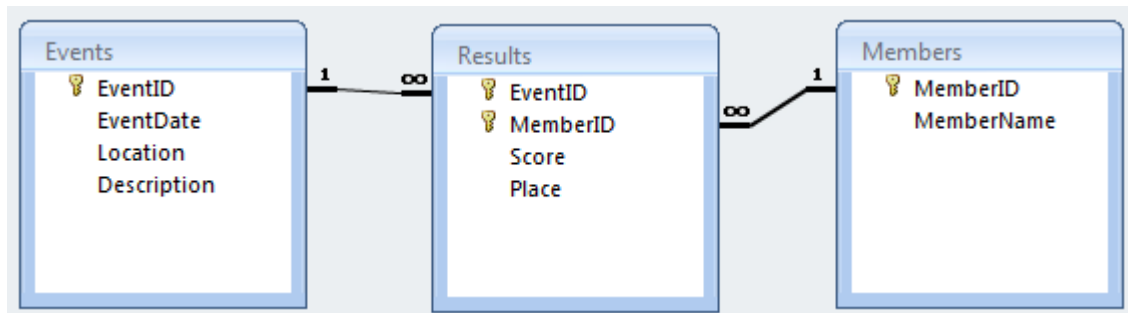 Events
EventID
EventDate
Location
Description
1
∞
Results
EventID
MemberID
Score
Place
∞
1
Members
MemberID
MemberName